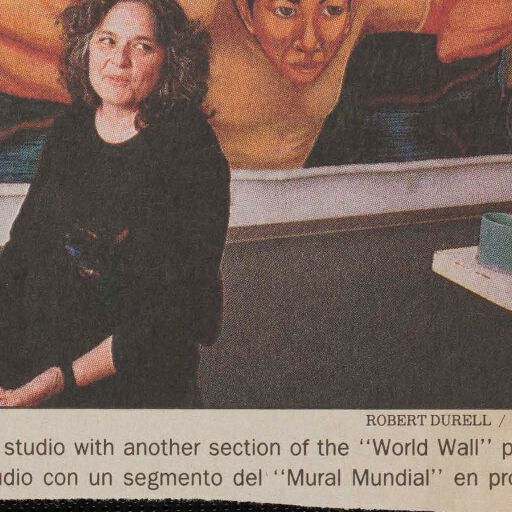 ROBERT DURELL /
studio with another section of the "World Wall" p
udio con un segmento del "Mural Mundial" en pro